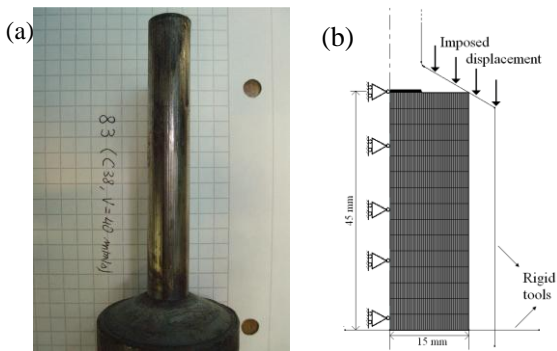 (a)
83 (C38, V=40 mm/s)
(b)
Imposed
displacement
45 mm
15 mm
Rigid
tools